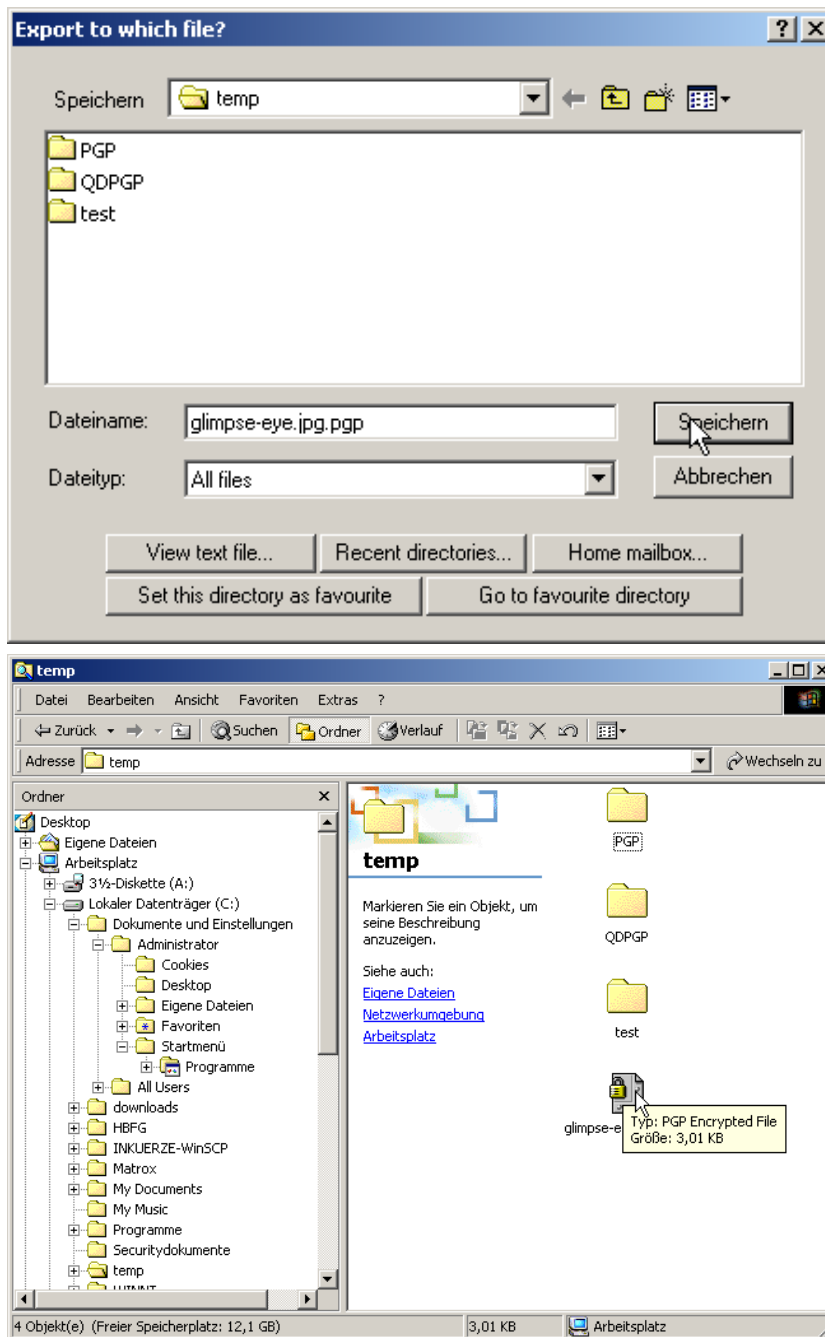 Export to which file?
Speichern temp
PGP
QDPGP
test
Dateiname: glimpse-eye.jpg.pgp Speichern
Dateityp: All files Abbrechen
View text file... Recent directories... Home mailbox...
Set this directory as favourite Go to favourite directory
temp
Datei Bearbeiten Ansicht Favoriten Extras ?
Zurück Suchen Ordner Verlauf
Adresse temp Wechseln zu
Ordner
Desktop
Eigene Dateien
Arbeitsplatz
3½-Diskette (A:)
Lokaler Datenträger (C:)
Dokumente und Einstellungen
Administrator
Cookies
Desktop
Eigene Dateien
Favoriten
Startmenü
Programme
All Users
downloads
HBFG
INKUERZE-WinSCP
Matrox
My Documents
My Music
Programme
Securitydokumente
temp
temp
Markieren Sie ein Objekt, um
seine Beschreibung
anzuzeigen.
Siehe auch:
Eigene Dateien
Netzwerkumgebung
Arbeitsplatz
PGP
QDPGP
test
glimpse-e
Typ: PGP Encrypted File
Größe: 3,01 KB
4 Objekt(e) (Freier Speicherplatz: 12,1 GB) 3,01 KB Arbeitsplatz